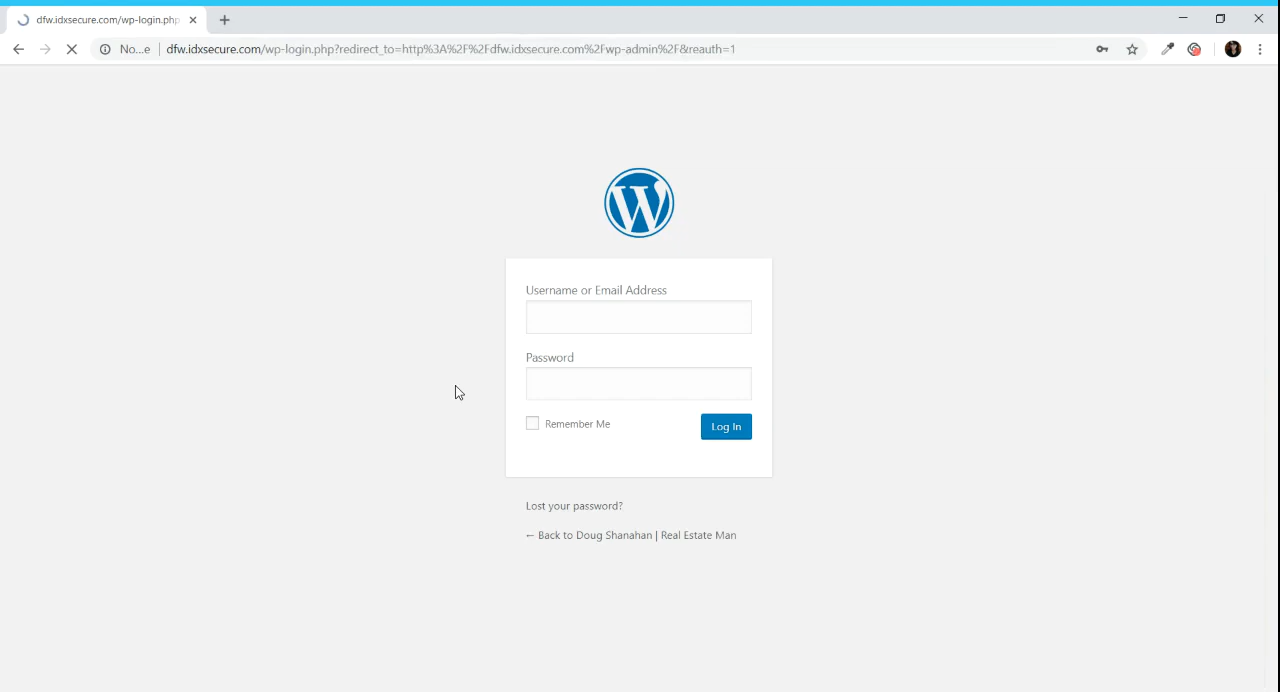 dfw.idxsecure.com/wp-login.php
No...e
dfw.idxsecure.com/wp-login.php?redirect_to=http%3A%2F%2Fdfw.idxsecure.com%2Fwp-admin%2F&reauth=1
Username or Email Address
Password
Remember Me
Log In
Lost your password?
← Back to Doug Shanahan | Real Estate Man